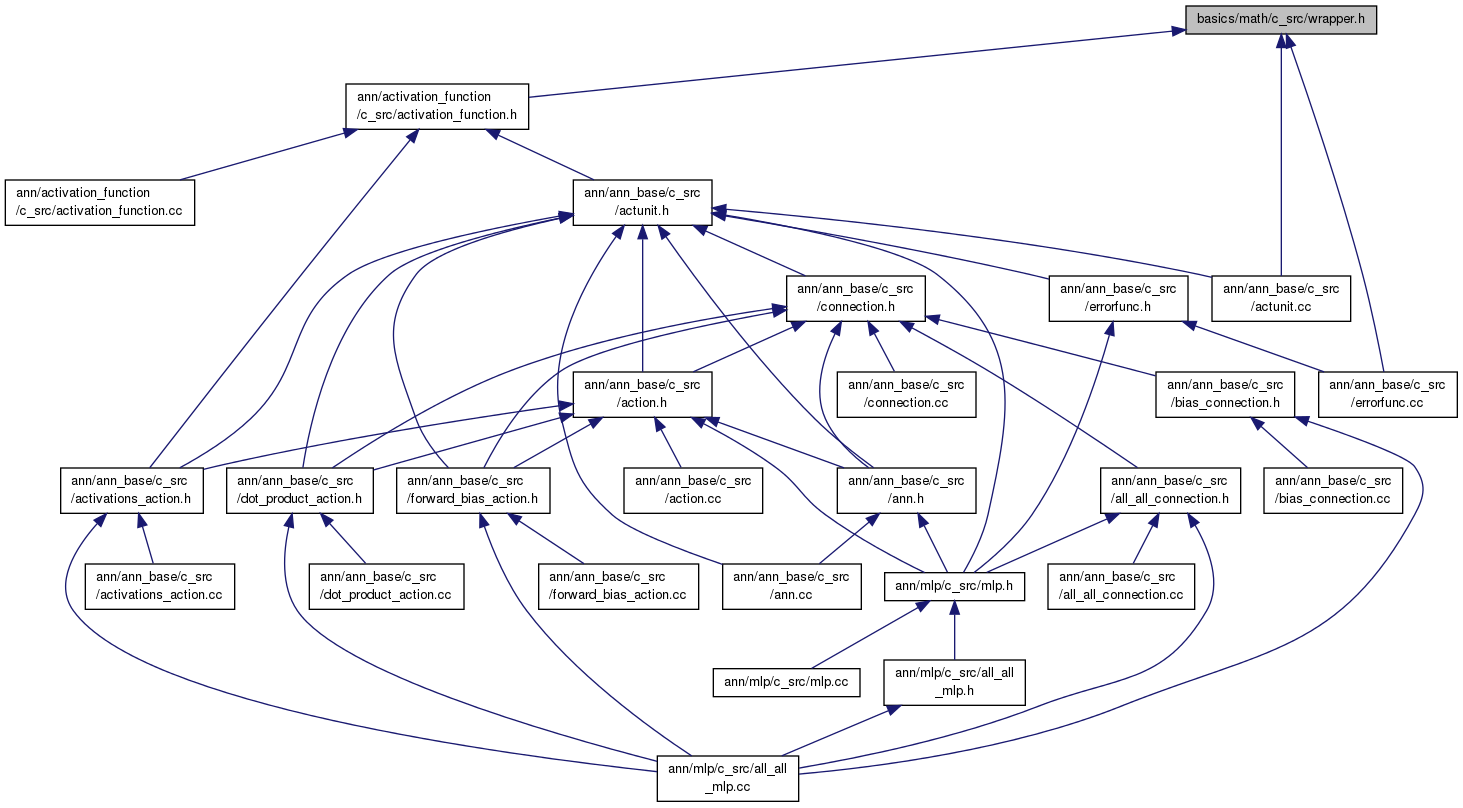 basics/math/c_src/wrapper.h
ann/activation_function
/c_src/activation_function.h
ann/activation_function
/c_src/activation_function.cc
ann/ann_base/c_src
/actunit.h
ann/ann_base/c_src
/connection.h
ann/ann_base/c_src
/errorfunc.h
ann/ann_base/c_src
/actunit.cc
ann/ann_base/c_src
/action.h
ann/ann_base/c_src
/connection.cc
ann/ann_base/c_src
/bias_connection.h
ann/ann_base/c_src
/errorfunc.cc
ann/ann_base/c_src
/activations_action.h
ann/ann_base/c_src
/dot_product_action.h
ann/ann_base/c_src
/forward_bias_action.h
ann/ann_base/c_src
/action.cc
ann/ann_base/c_src
/ann.h
ann/ann_base/c_src
/all_all_connection.h
ann/ann_base/c_src
/bias_connection.cc
ann/ann_base/c_src
/activations_action.cc
ann/ann_base/c_src
/dot_product_action.cc
ann/ann_base/c_src
/forward_bias_action.cc
ann/ann_base/c_src
/ann.cc
ann/mlp/c_src/mlp.h
ann/ann_base/c_src
/all_all_connection.cc
ann/mlp/c_src/mlp.cc
ann/mlp/c_src/all_all
_mlp.h
ann/mlp/c_src/all_all
_mlp.cc